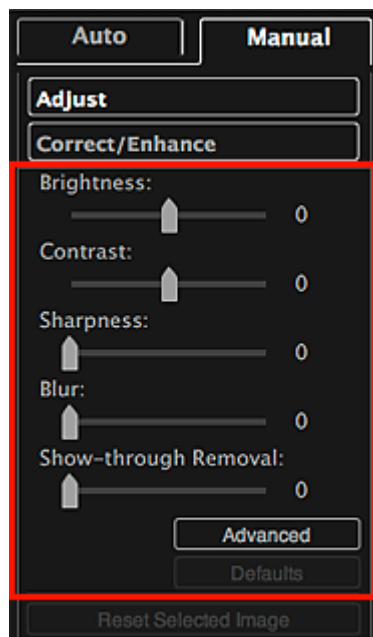 Auto Manual
Adjust
Correct/Enhance
Brightness:
0
Contrast:
0
Sharpness:
0
Blur:
0
Show-through Removal:
0
Advanced
Defaults
Reset Selected Image